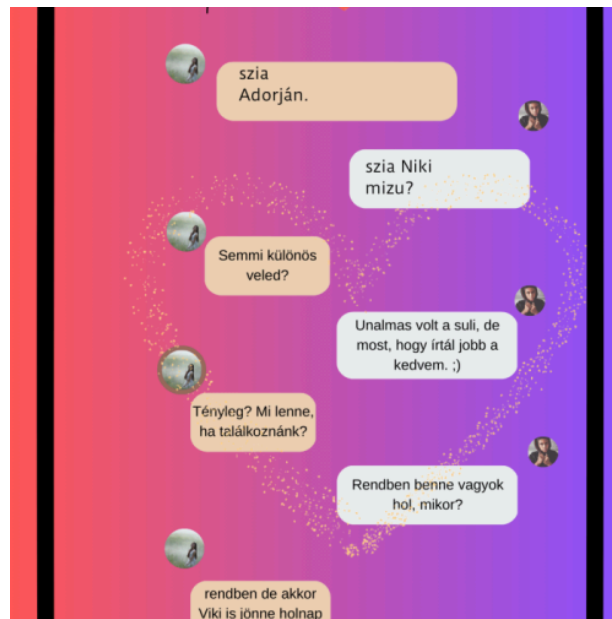 szia
Adorján.
szia Niki
mizu?
Semmi különös
veled?
Unalmas volt a suli, de
most, hogy írtál jobb a
kedvem. ;)
Tényleg? Mi lenne,
ha találkoznánk?
Rendben benne vagyok
hol, mikor?
rendben de akkor
Viki is jönne holnap